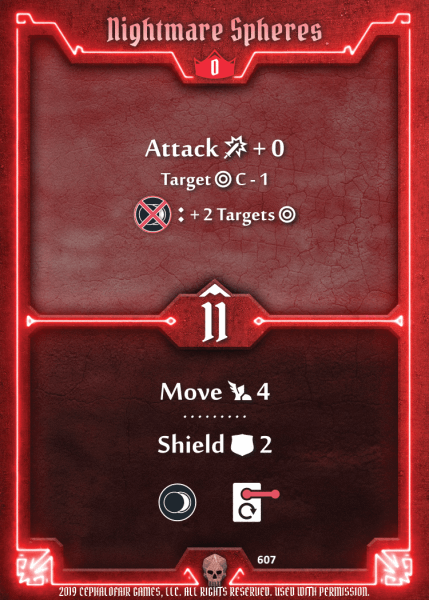 Nightmare Spheres
0
Attack + 0
Target C - 1
: + 2 Targets
11
Move 4
Shield 2
607
2019 CEPHALOFAIR GAMES, LLC. ALL RIGHTS RESERVED. USED WITH PERMISSION.